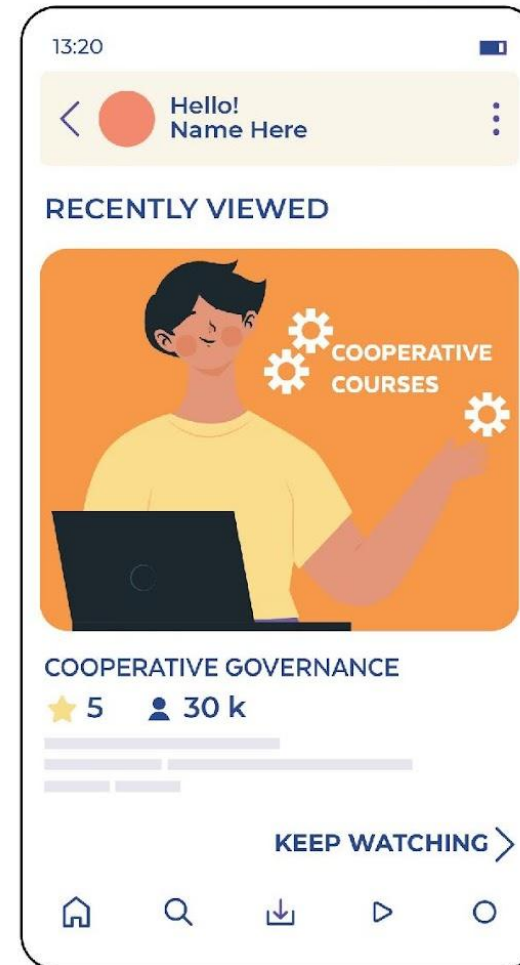 13:20
Hello!
Name Here
RECENTLY VIEWED
COOPERATIVE
COURSES
COOPERATIVE GOVERNANCE
5 30 k
KEEP WATCHING